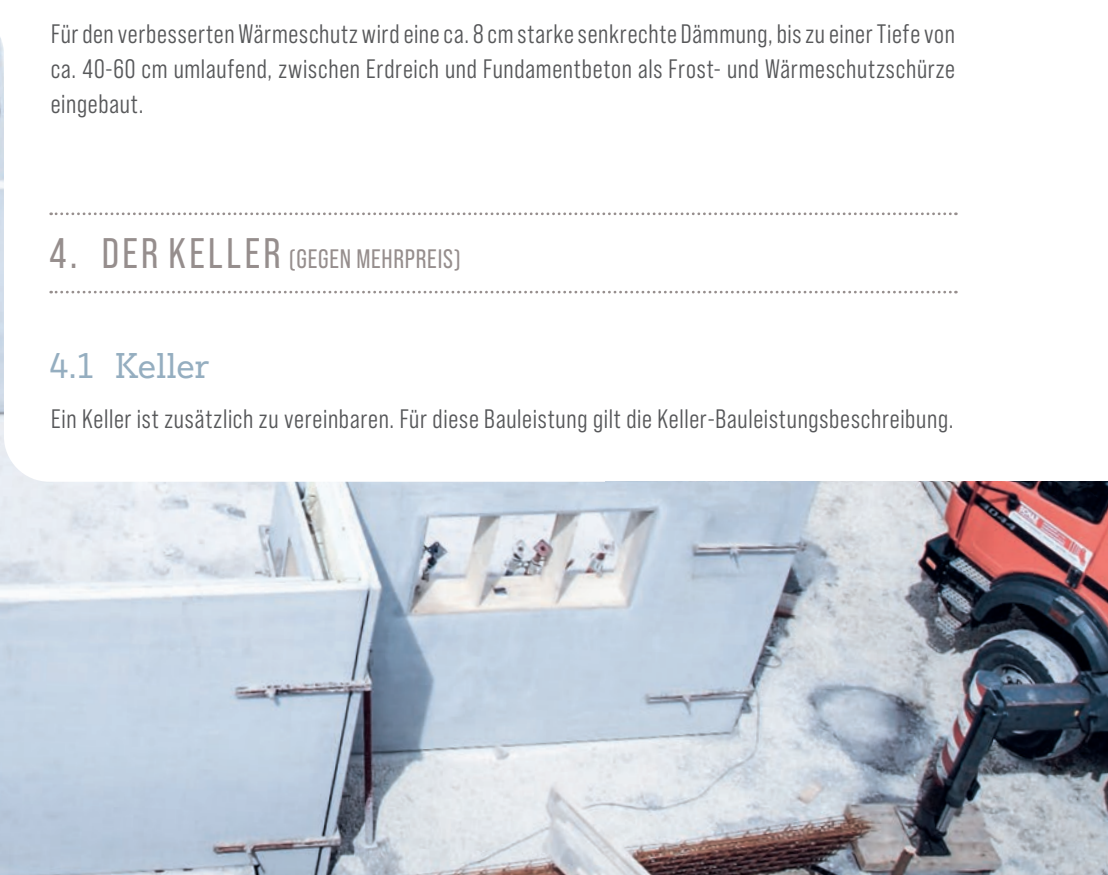 Für den verbesserten Wärmeschutz wird eine ca. 8 cm starke senkrechte Dämmung, bis zu einer Tiefe von
ca. 40-60 cm umlaufend, zwischen Erdreich und Fundamentbeton als Frost- und Wärmeschutzschürze
eingebaut.
4. DER KELLER (GEGEN MEHRPREIS)
4.1 Keller
Ein Keller ist zusätzlich zu vereinbaren. Für diese Bauleistung gilt die Keller-Bauleistungsbeschreibung.
4044